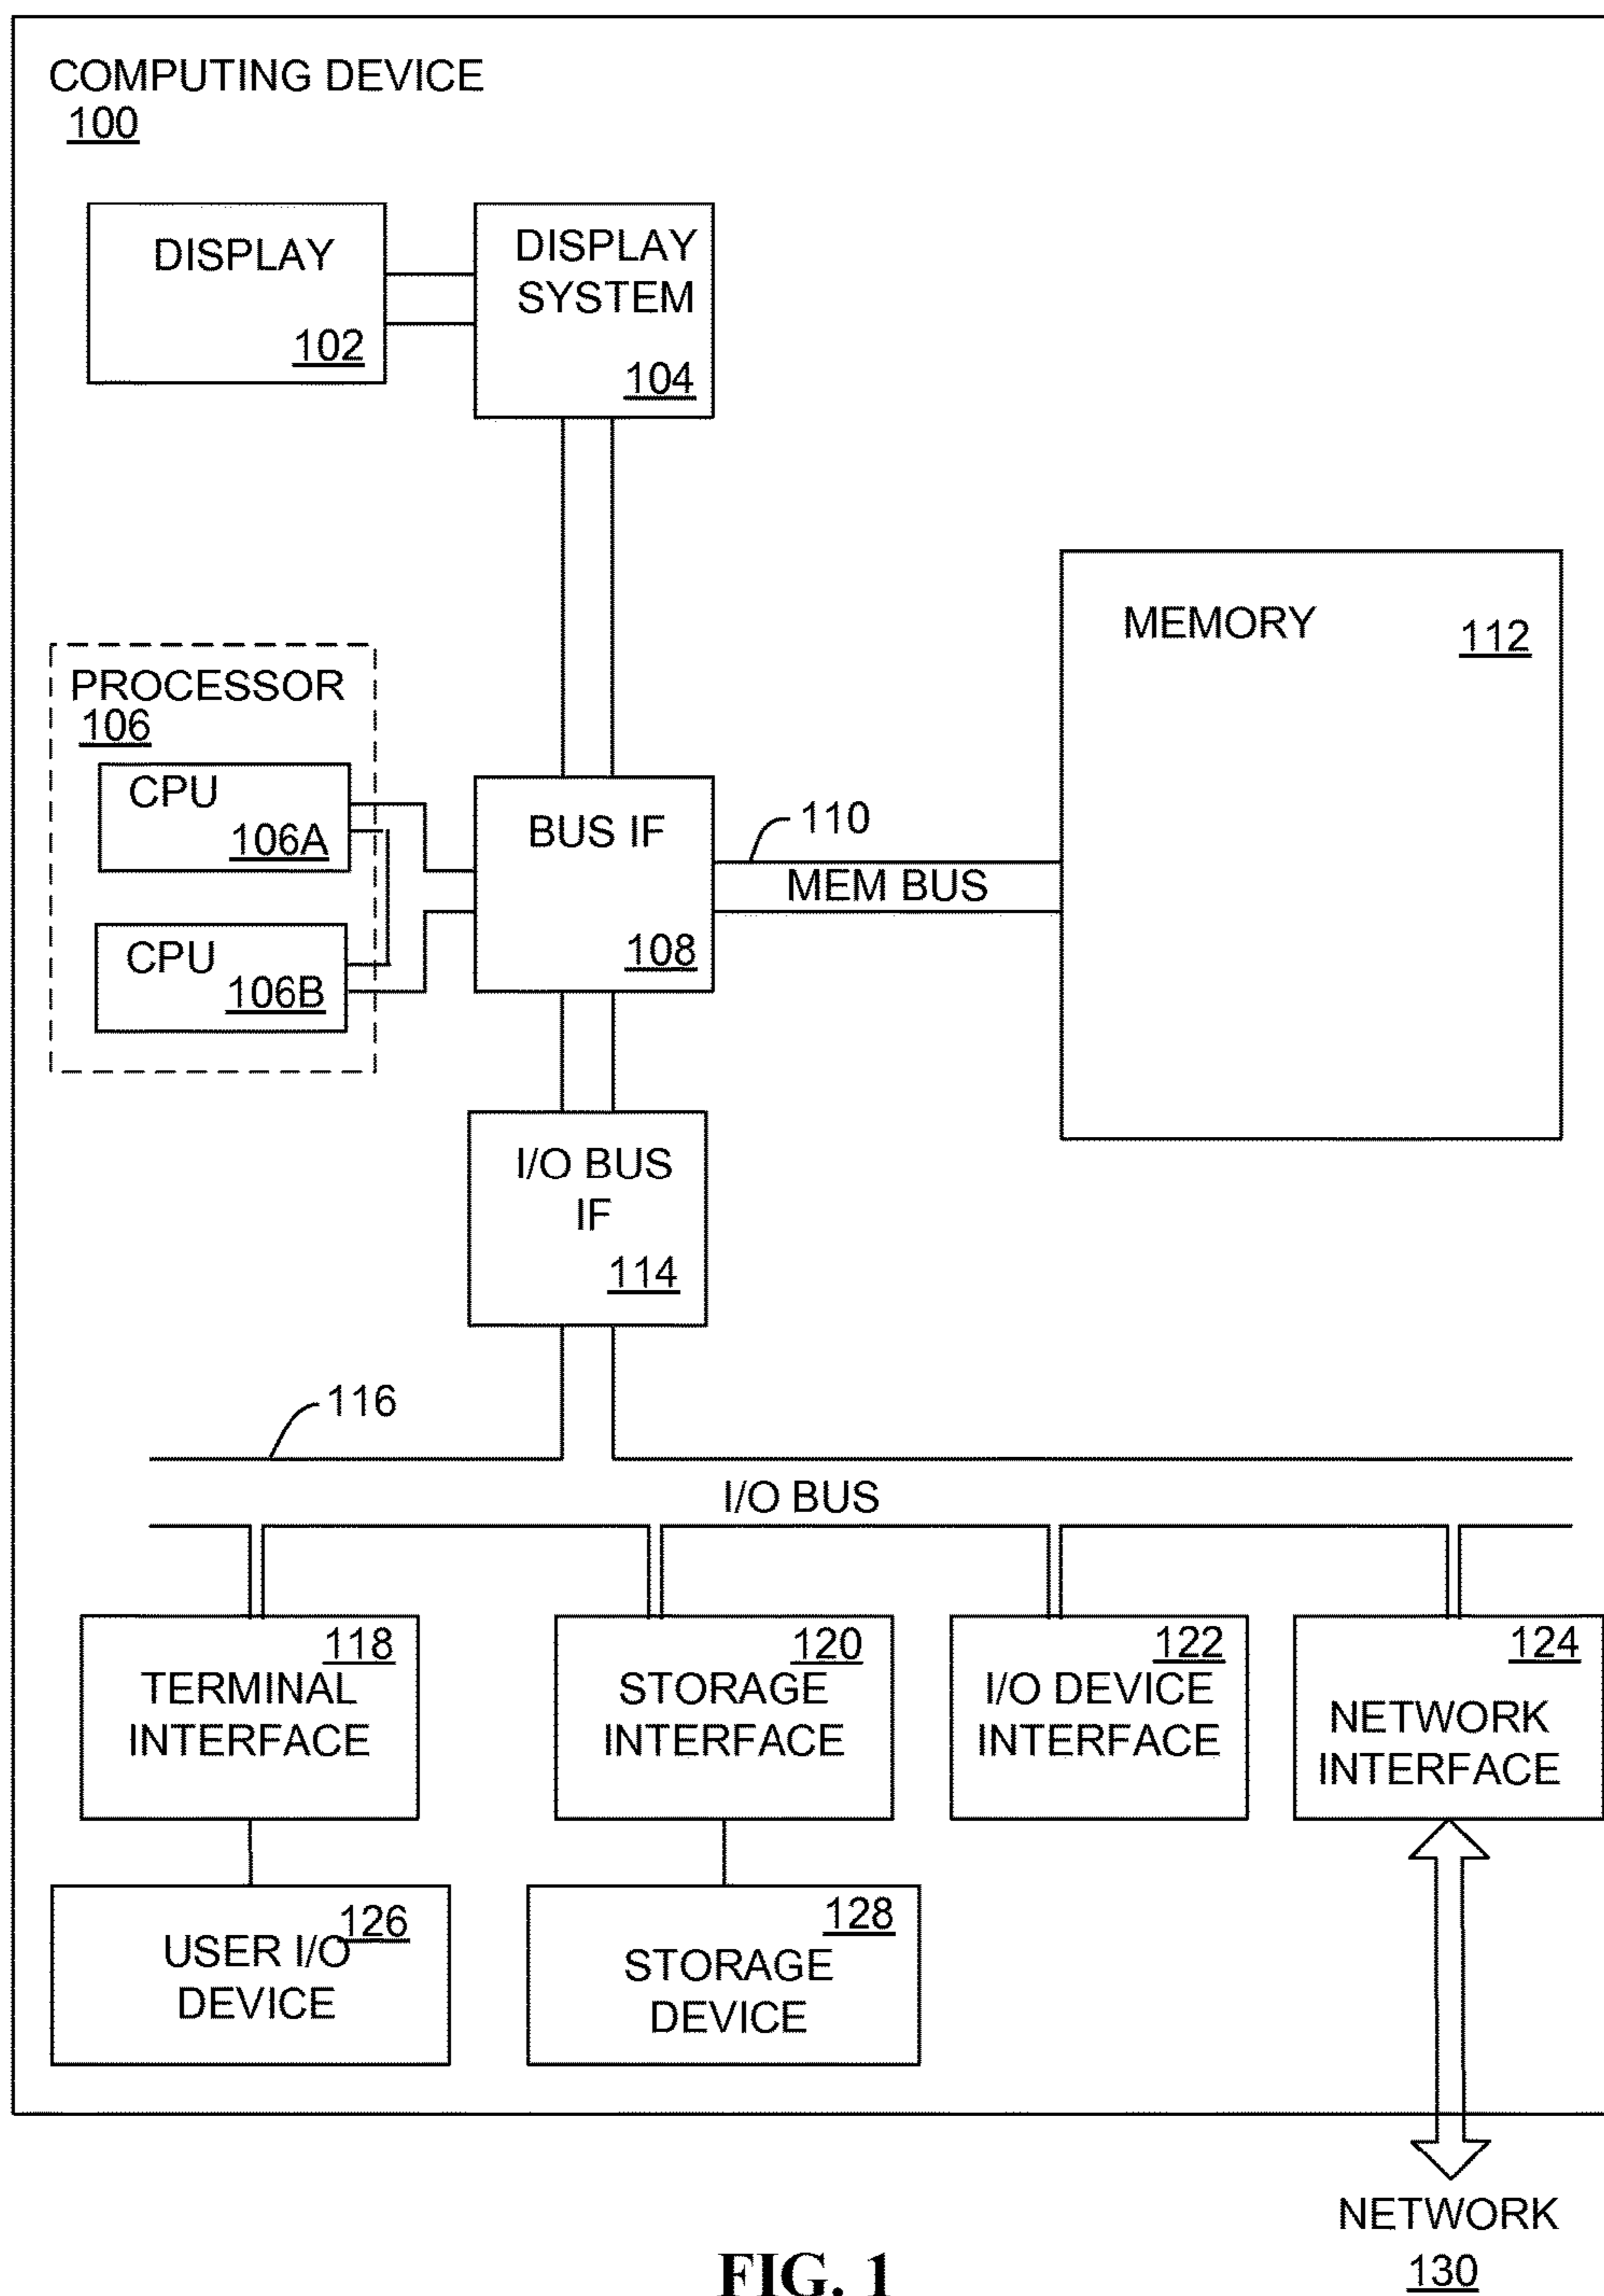 COMPUTING DEVICE
100
DISPLAY
102
DISPLAY
SYSTEM
104
MEMORY
112
PROCESSOR
106
CPU
106A
CPU
106B
BUS IF
108
110
MEM BUS
I/O BUS
IF
114
116
I/O BUS
118
TERMINAL
INTERFACE
120
STORAGE
INTERFACE
122
I/O DEVICE
INTERFACE
124
NETWORK
INTERFACE
126
USER I/O
DEVICE
128
STORAGE
DEVICE
NETWORK
130
FIG. 1